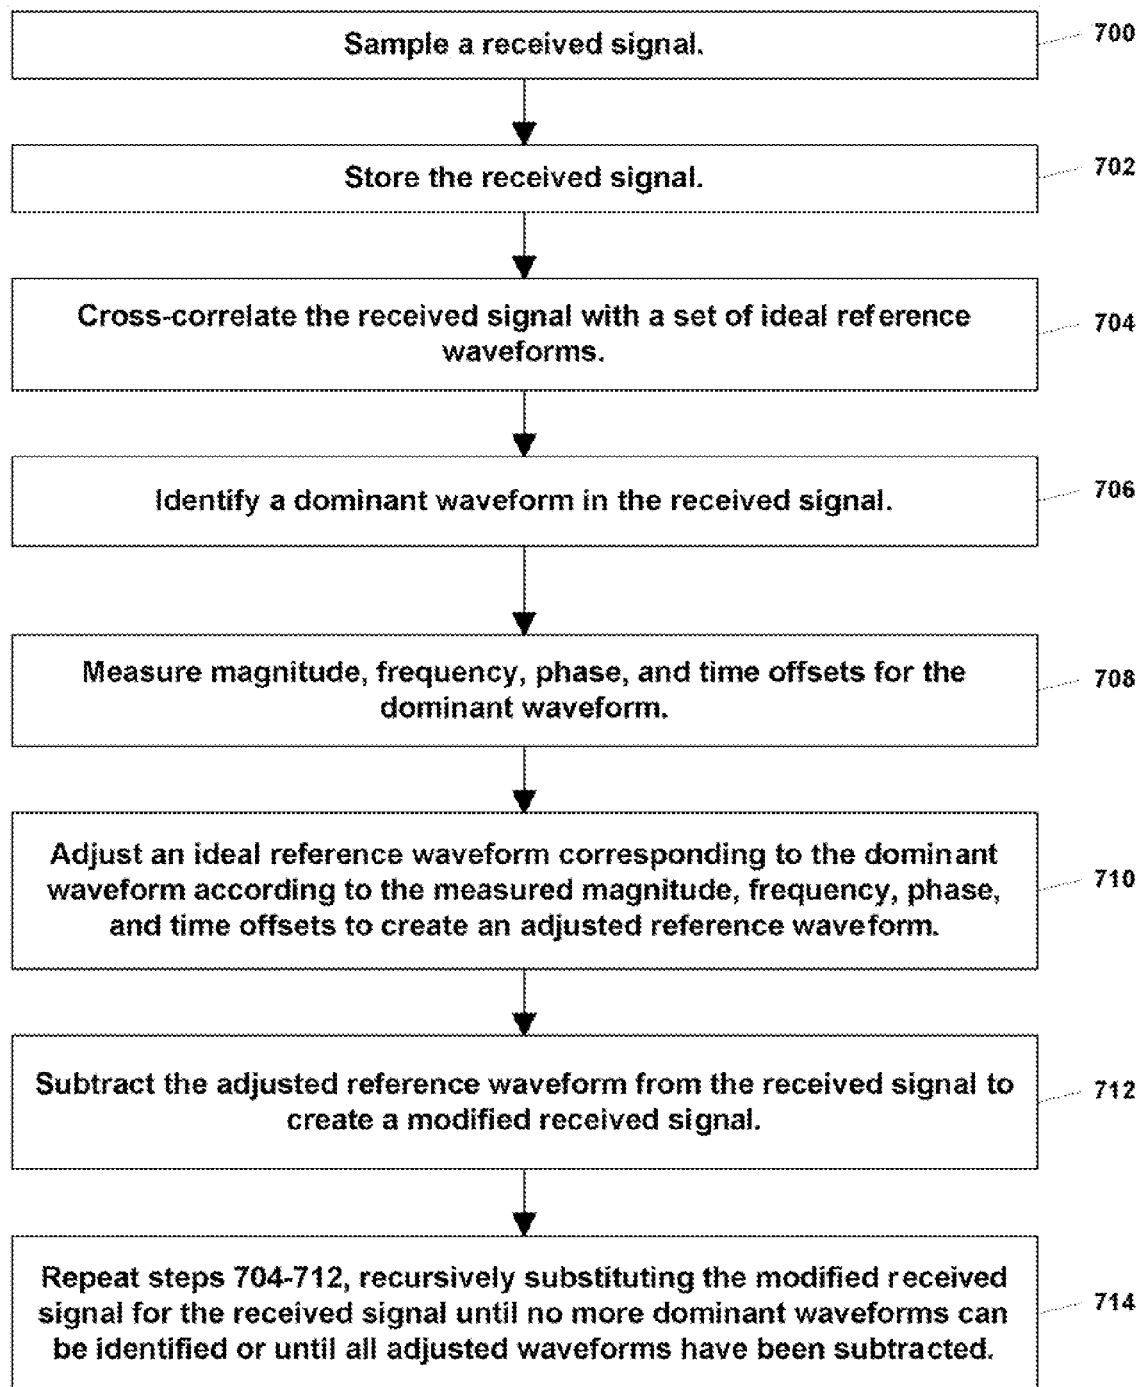 Sample a received signal.
700
Store the received signal.
702
Cross-correlate the received signal with a set of ideal reference
waveforms.
704
Identify a dominant waveform in the received signal.
706
Measure magnitude, frequency, phase, and time offsets for the
dominant waveform.
708
Adjust an ideal reference waveform corresponding to the dominant
waveform according to the measured magnitude, frequency, phase,
and time offsets to create an adjusted reference waveform.
710
Subtract the adjusted reference waveform from the received signal to
create a modified received signal.
712
Repeat steps 704-712, recursively substituting the modified received
signal for the received signal until no more dominant waveforms can
be identified or until all adjusted waveforms have been subtracted.
714